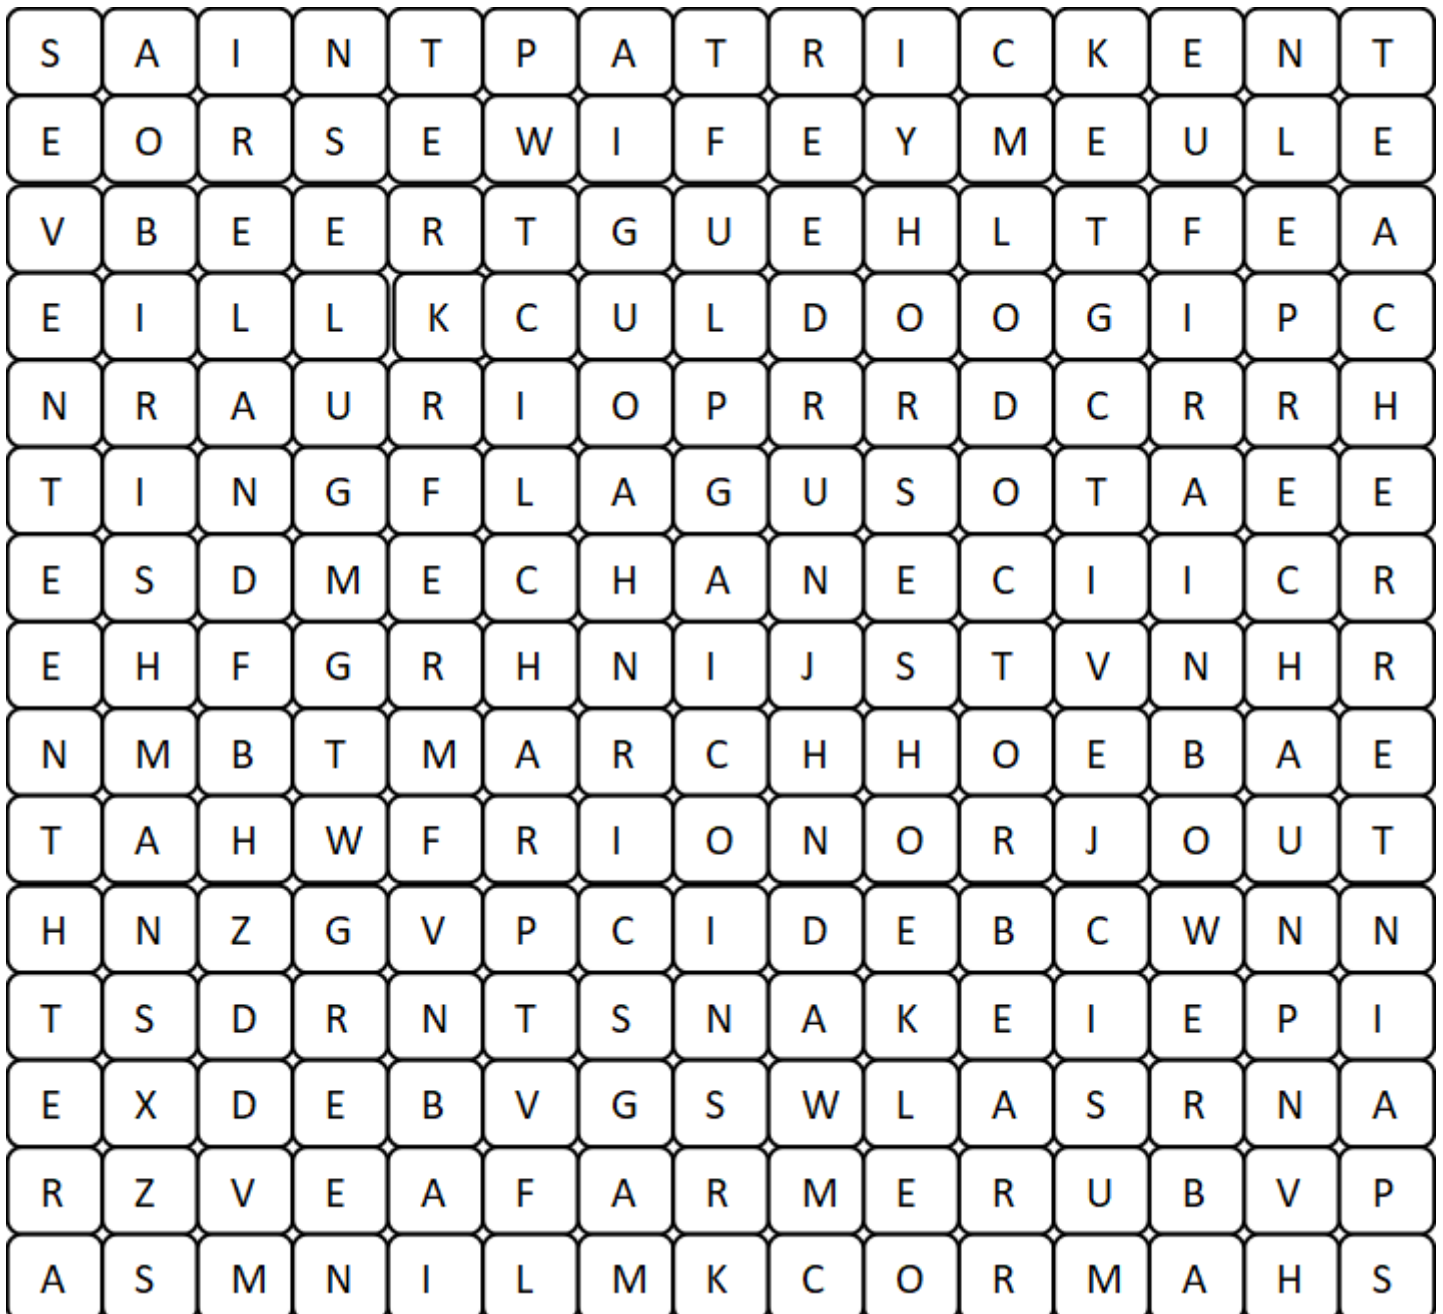 S A I N T P A T R I C K E N T
E O R S E W I F E Y M E U L E
V B E E R T G U E H L T F E A
E I L L K C U L D O O G I P C
N R A U R I O P R R D C R R H
T I N G F L A G U S O T A E E
E S D M E C H A N E C I I C R
E H F G R H N I J S T V N H R
N M B T M A R C H H O E B A E
T A H W F R I O N O R J O U T
H N Z G V P C I D E B C W N N
T S D R N T S N A K E I E P I
E X D E B V G S W L A S R N A
R Z V E A F A R M E R U B V P
A S M N I L M K C O R M A H S